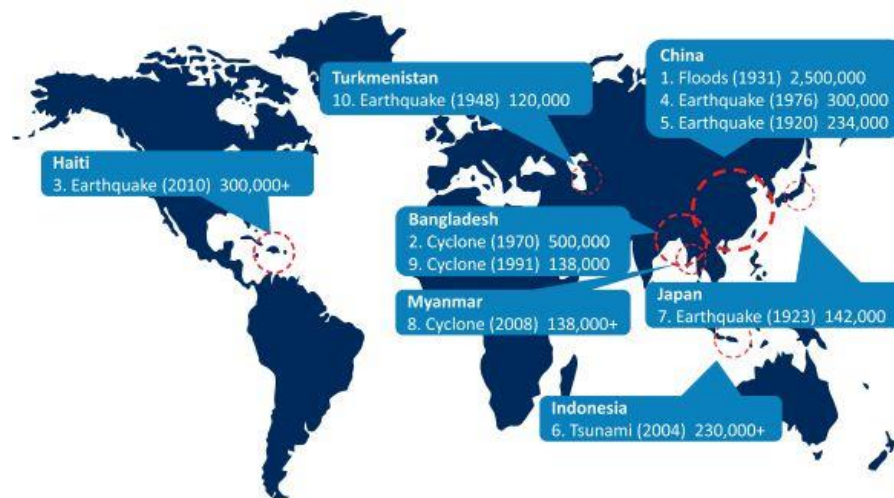 Turkmenistan
10. Earthquake (1948) 120,000
China
1. Floods (1931) 2,500,000
4. Earthquake (1976) 300,000
5. Earthquake (1920) 234,000
Haiti
3. Earthquake (2010) 300,000+
Bangladesh
2. Cyclone (1970) 500,000
9. Cyclone (1991) 138,000
Myanmar
8. Cyclone (2008) 138,000+
Japan
7. Earthquake (1923) 142,000
Indonesia
6. Tsunami (2004) 230,000+